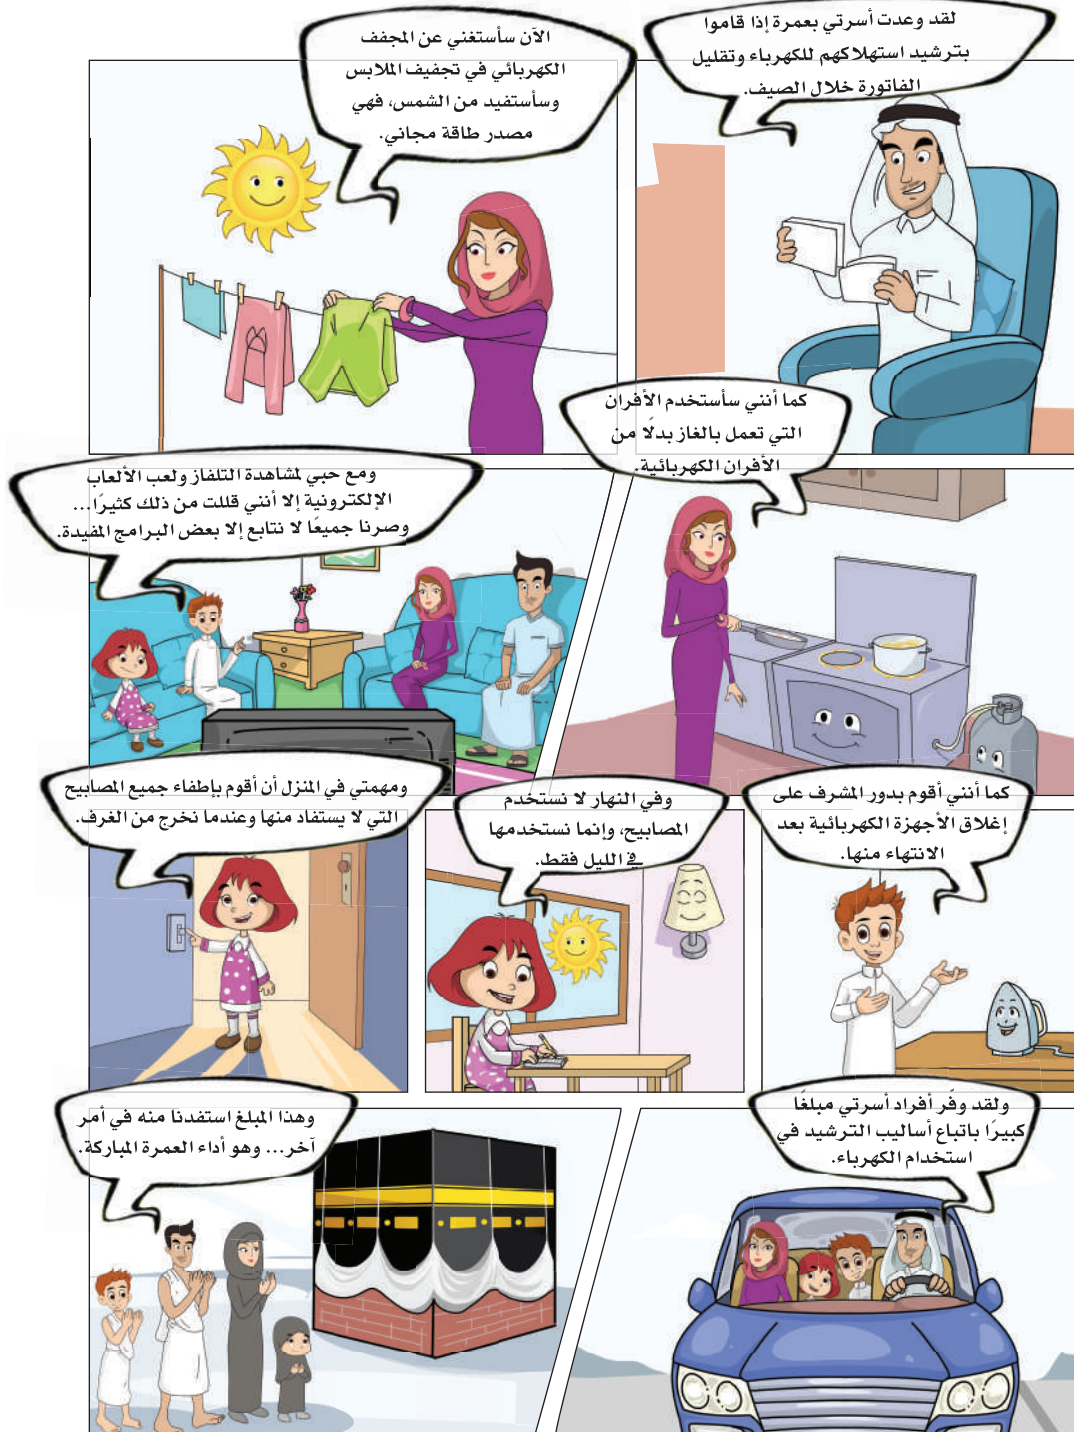 لقد وعدت أسرتي بعمرة إذا قاموا
بترشيد استهلاكهم للكهرباء وتقليل
الفاتورة خلال الصيف.
الآن سأستغني عن المجفف
الكهربائي في تجفيف الملابس
وسأستفيد من الشمس، فهي
مصدر طاقة مجاني.
كما أنني سأستخدم الأفران
التي تعمل بالغاز بدلًا من
الأفران الكهربائية.
ومع حبي لمشاهدة التلفاز ولعب الألعاب
الإلكترونية إلا أنني قللت من ذلك كثيرًا...
وصرنا جميعًا لا نتابع إلا بعض البرامج المفيدة.
كما أنني أقوم بدور المشرف على
إغلاق الأجهزة الكهربائية بعد
الانتهاء منها.
وفي النهار لا نستخدم
المصابيح، وإنما نستخدمها
في الليل فقط.
ومهمتي في المنزل أن أقوم بإطفاء جميع المصابيح
التي لا يستفاد منها وعندما نخرج من الغرف.
ولقد وفّر أفراد أسرتي مبلغًا
كبيرًا باتباع أساليب الترشيد في
استخدام الكهرباء.
وهذا المبلغ استفدنا منه في أمر
آخر... وهو أداء العمرة المباركة.